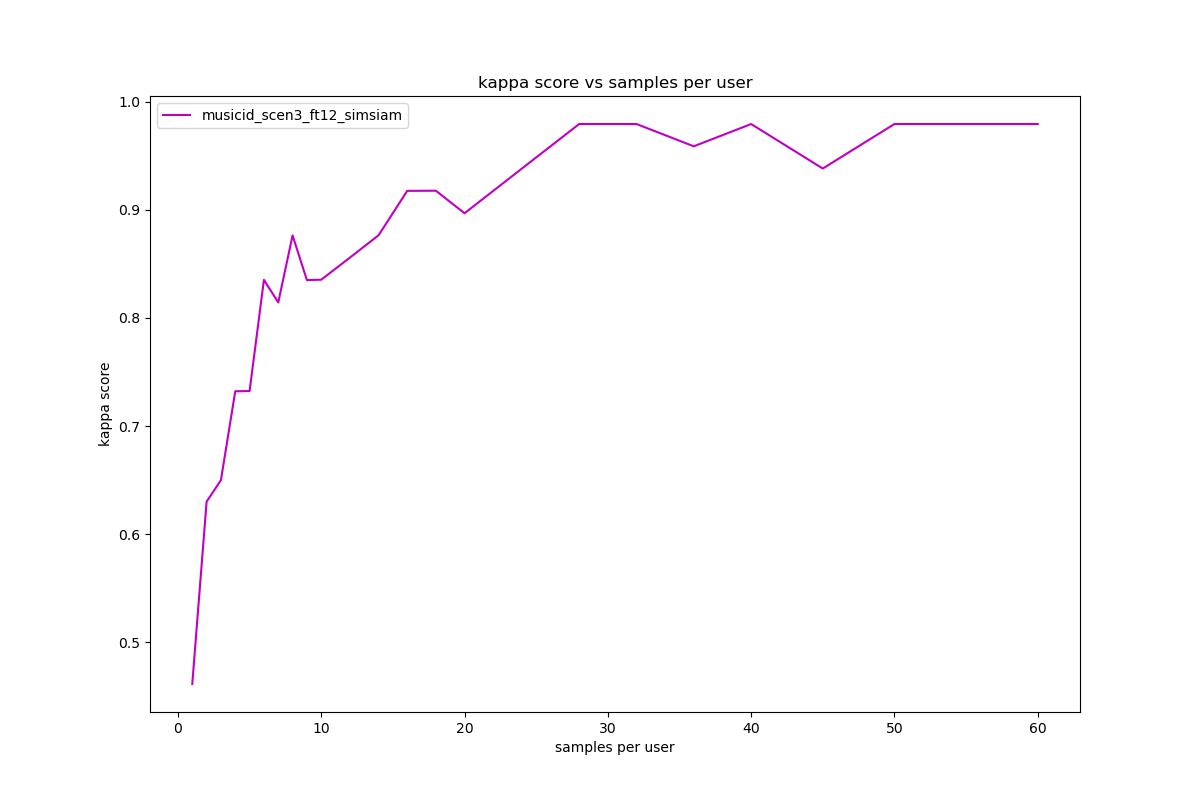 kappa score vs samples per user
musicid_scen3_ft12_simsiam
1.0
0.9
0.8
0.7
0.6
0.5
kappa score
0 10 20 30 40 50 60
samples per user